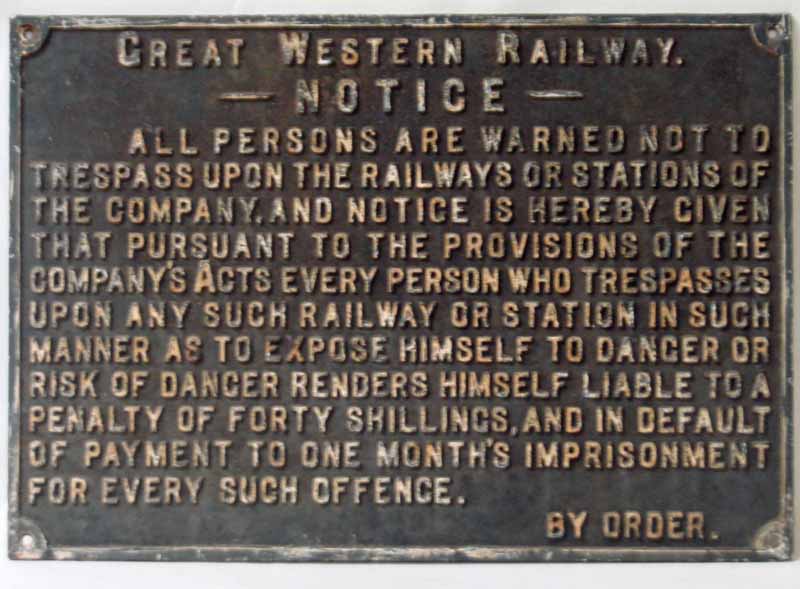 GREAT WESTERN RAILWAY.
— NOTICE —
ALL PERSONS ARE WARNED NOT TO
TRESPASS UPON THE RAILWAYS OR STATIONS OF
THE COMPANY, AND NOTICE IS HEREBY GIVEN
THAT PURSUANT TO THE PROVISIONS OF THE
COMPANY'S ACTS EVERY PERSON WHO TRESPASSES
UPON ANY SUCH RAILWAY OR STATION IN SUCH
MANNER AS TO EXPOSE HIMSELF TO DANGER OR
RISK OF DANGER RENDERS HIMSELF LIABLE TO A
PENALTY OF FORTY SHILLINGS, AND IN DEFAULT
OF PAYMENT TO ONE MONTH'S IMPRISONMENT
FOR EVERY SUCH OFFENCE.
BY ORDER.